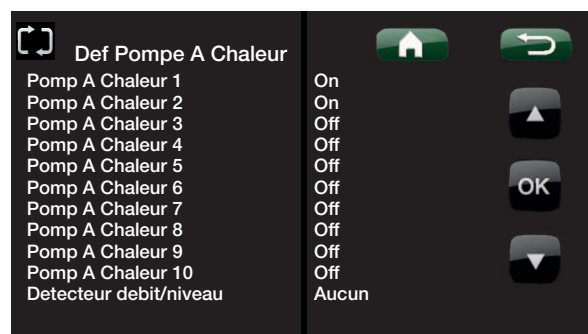 Def Pompe A Chaleur
Pomp A Chaleur 1 On
Pomp A Chaleur 2 On
Pomp A Chaleur 3 Off
Pomp A Chaleur 4 Off
Pomp A Chaleur 5 Off
Pomp A Chaleur 6 Off
Pomp A Chaleur 7 Off
Pomp A Chaleur 8 Off
Pomp A Chaleur 9 Off
Pomp A Chaleur 10 Off
Detecteur debit/niveau Aucun
OK